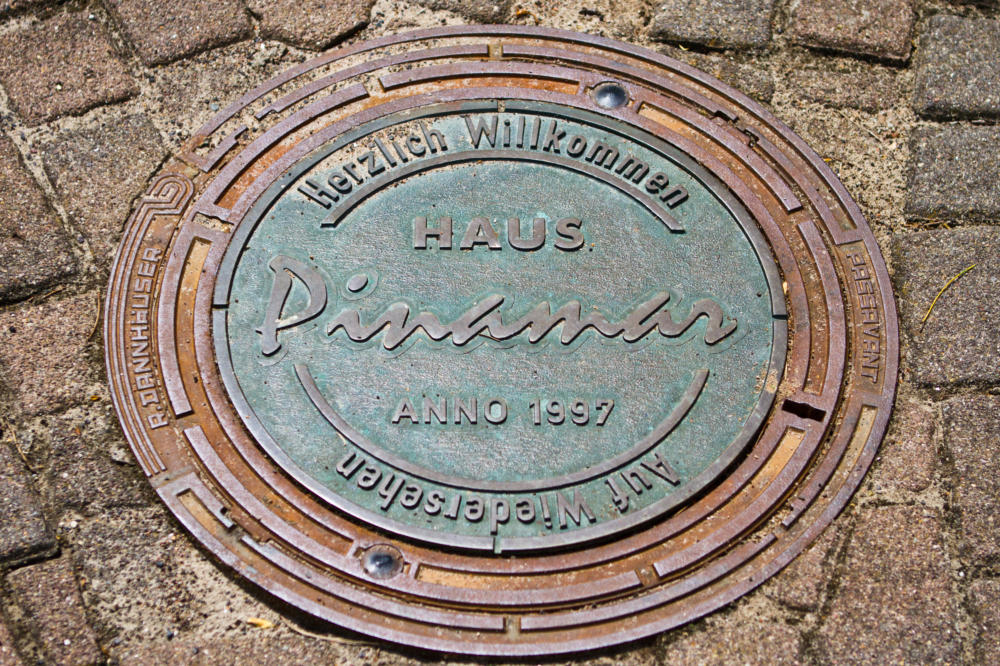 Herzlich Willkommen
HAUS
Pinamar
ANNO 1997
Auf Wiedersehen
PASSAVANT